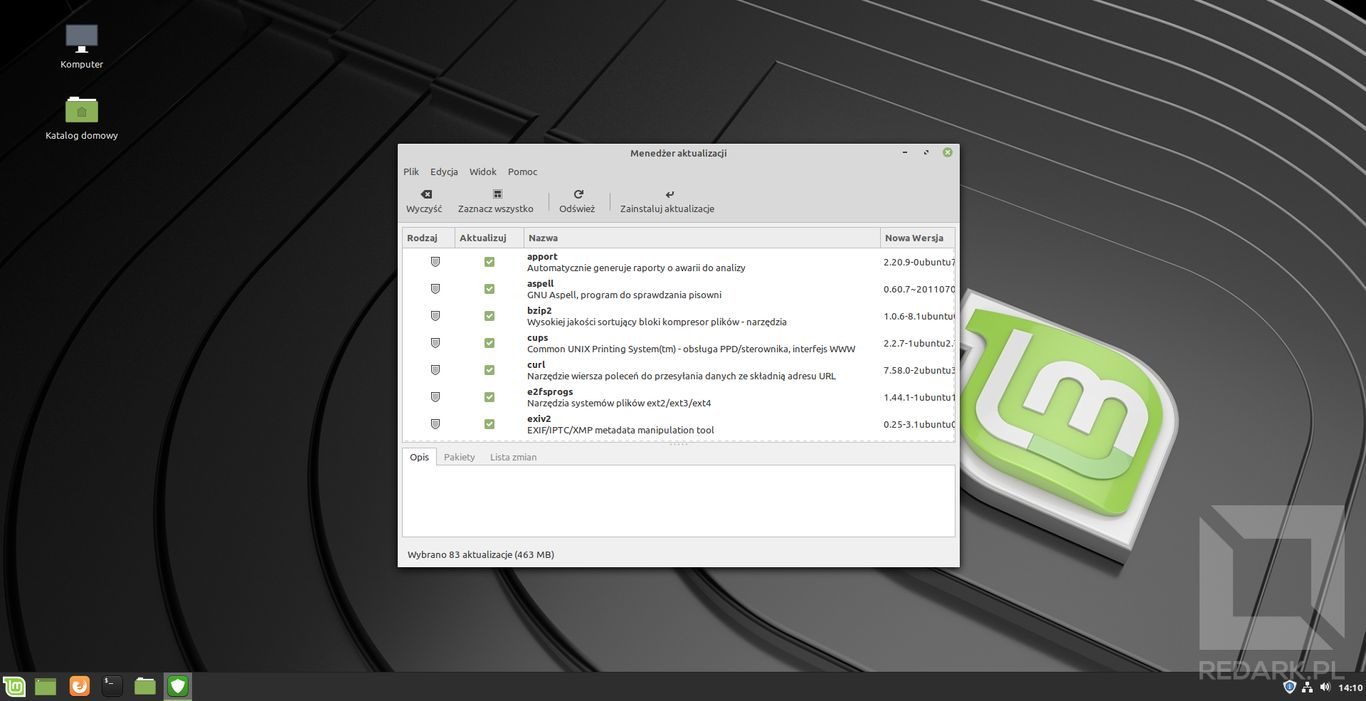 Komputer
Katalog domowy
Menedżer aktualizacji
Plik Edycja Widok Pomoc
Wyczyść Zaznacz wszystko Odśwież Zainstaluj aktualizacje
Rodzaj Aktualizuj Nazwa Nowa Wersja
apport
Automatycznie generuje raporty o awarii do analizy
2.20.9-0ubuntu7
aspell
GNU Aspell, program do sprawdzania pisowni
0.60.7~2011070
bzip2
Wysokiej jakości sortujący bloki kompresor plików - narzędzia
1.0.6-8.1ubuntu
cups
Common UNIX Printing System(tm) - obsługa PPD/sterownika, interfejs WWW
2.2.7-1ubuntu2.
curl
Narzędzie wiersza poleceń do przesyłania danych ze składnią adresu URL
7.58.0-2ubuntu3
e2fsprogs
Narzędzia systemów plików ext2/ext3/ext4
1.44.1-1ubuntu1
exiv2
EXIF/IPTC/XMP metadata manipulation tool
0.25-3.1ubuntu0
Opis Pakiety Lista zmian
Wybrano 83 aktualizacje (463 MB)
lm
REDARK.PL
14:10